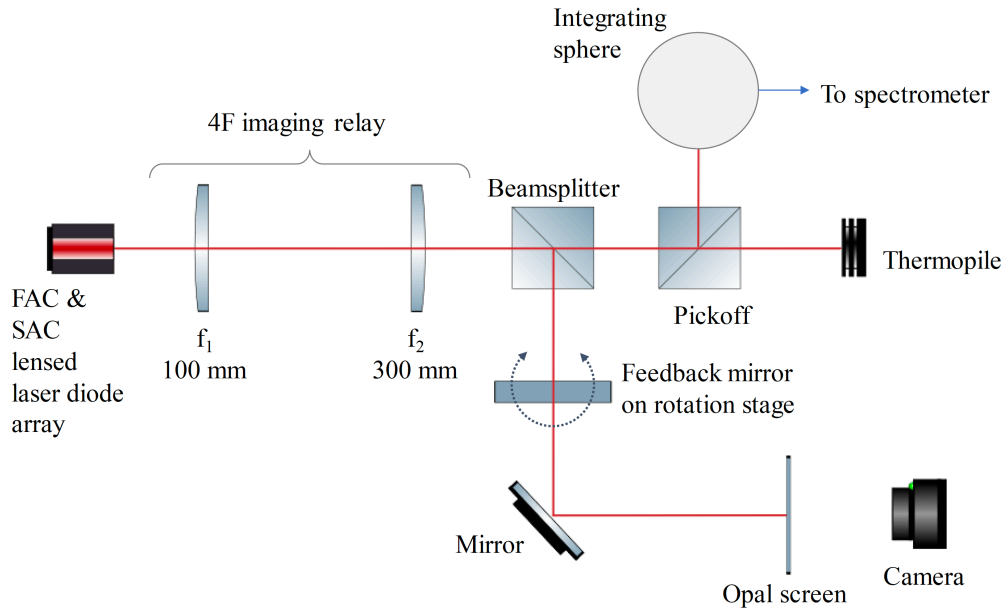 Integrating
sphere
To spectrometer
4F imaging relay
Beamsplitter
Thermopile
Pickoff
FAC &
SAC
lensed
laser diode
array
f₁
100 mm
f₂
300 mm
Feedback mirror
on rotation stage
Mirror
Opal screen
Camera